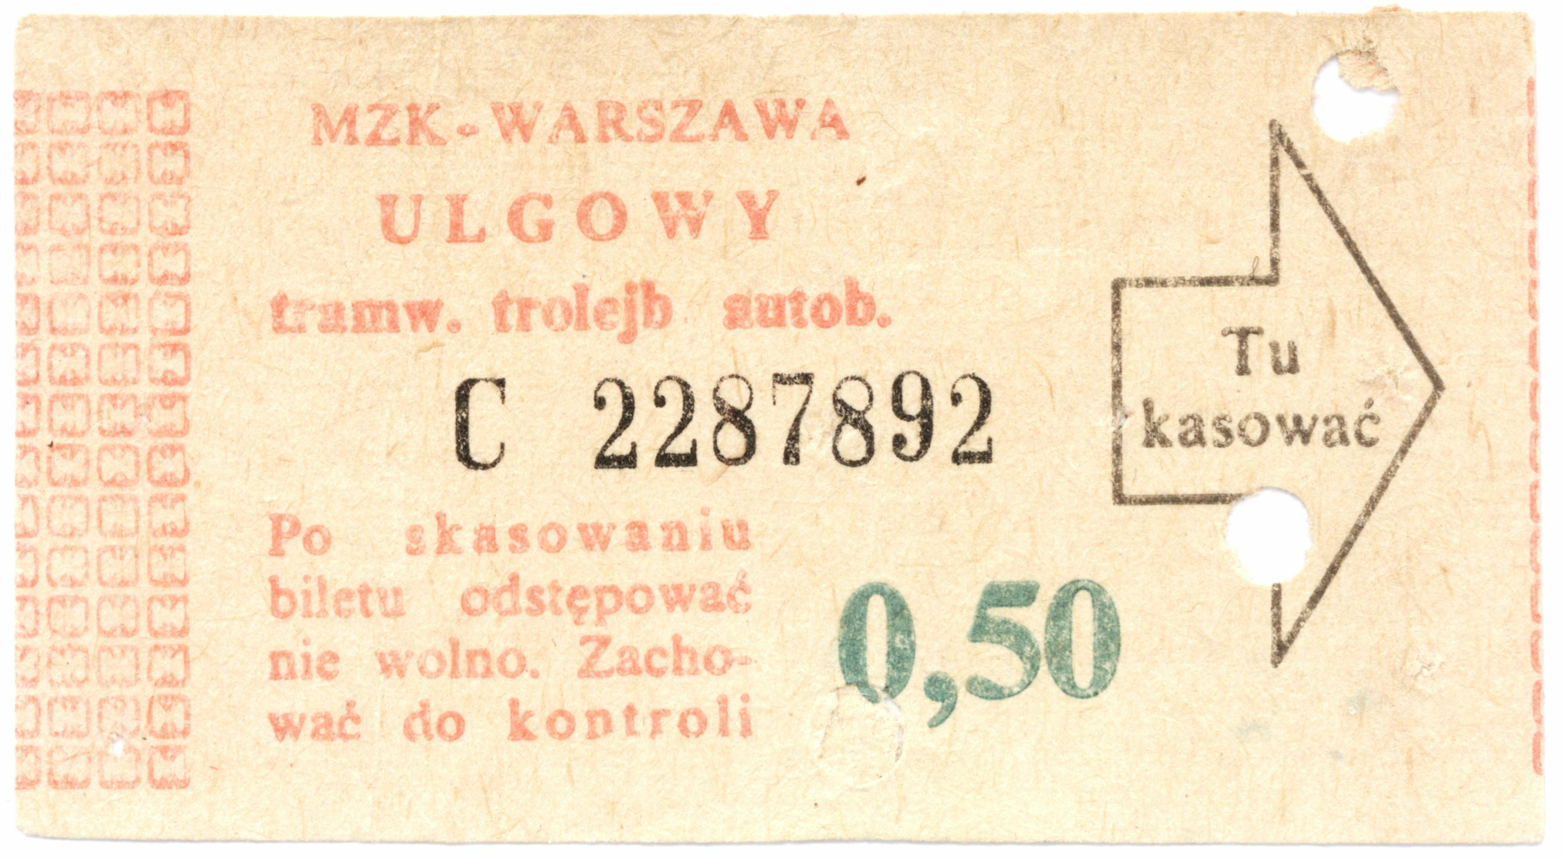 MZK-WARSZAWA
ULGOWY
tramw. trolejb autob.
C 2287892
Tu
kasować
Po skasowaniu
biletu odstępować
nie wolno. Zacho-
wać do kontroli
0,50